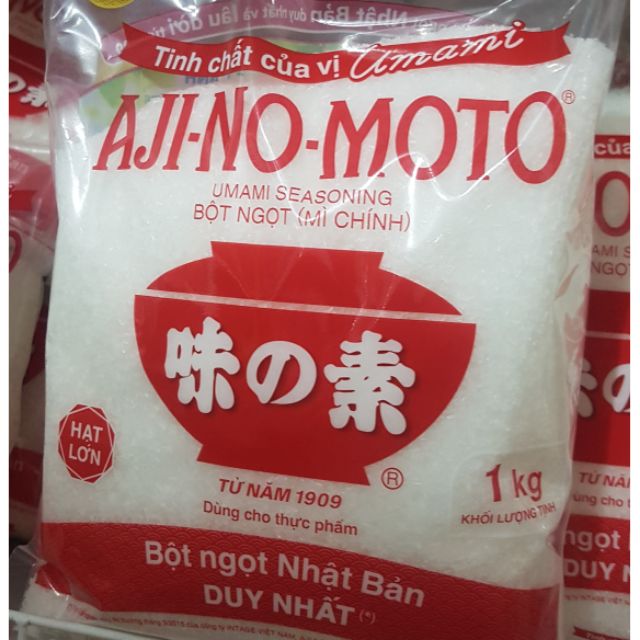 Tinh chất của vị Umami
AJI-NO-MOTO®
UMAMI SEASONING
BỘT NGỌT (MÌ CHÍNH)
味の素
®
HẠT
LỚN
TỪ NĂM 1909
Dùng cho thực phẩm
1 kg
KHỐI LƯỢNG TỊNH
Bột ngọt Nhật Bản
DUY NHẤT (*)